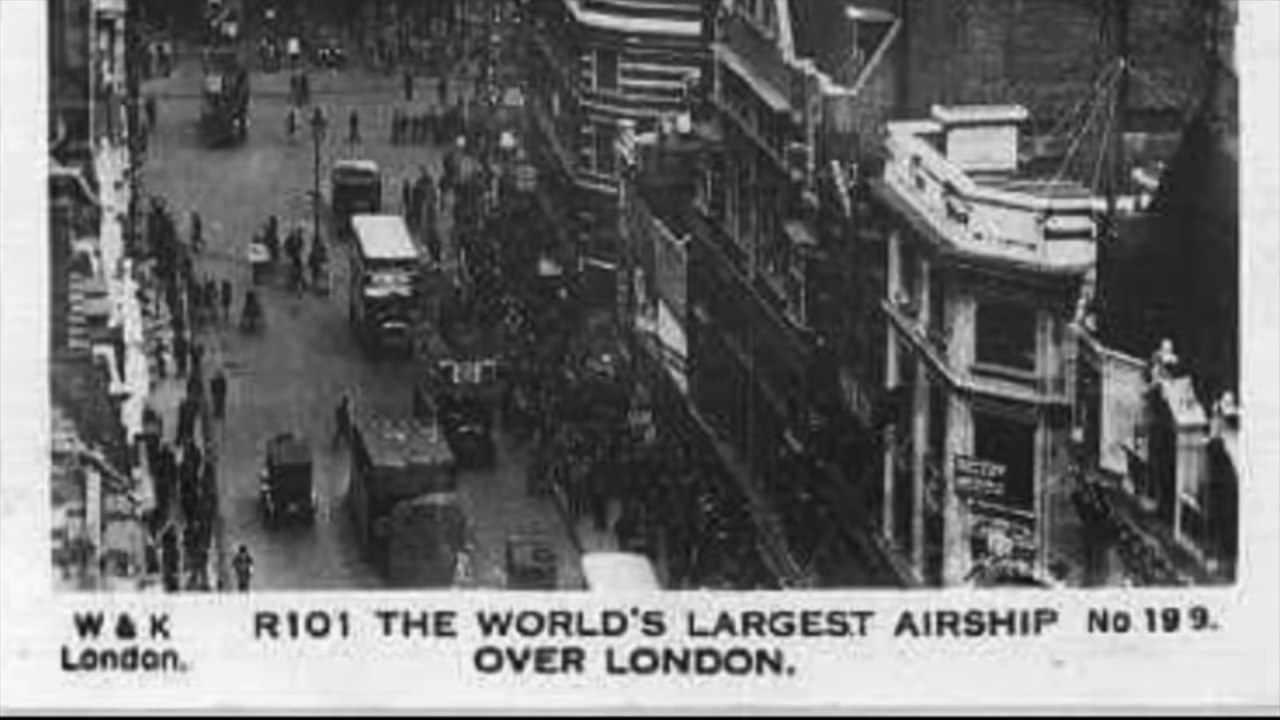 W & K R101 THE WORLD'S LARGEST AIRSHIP No 199.
London. OVER LONDON.